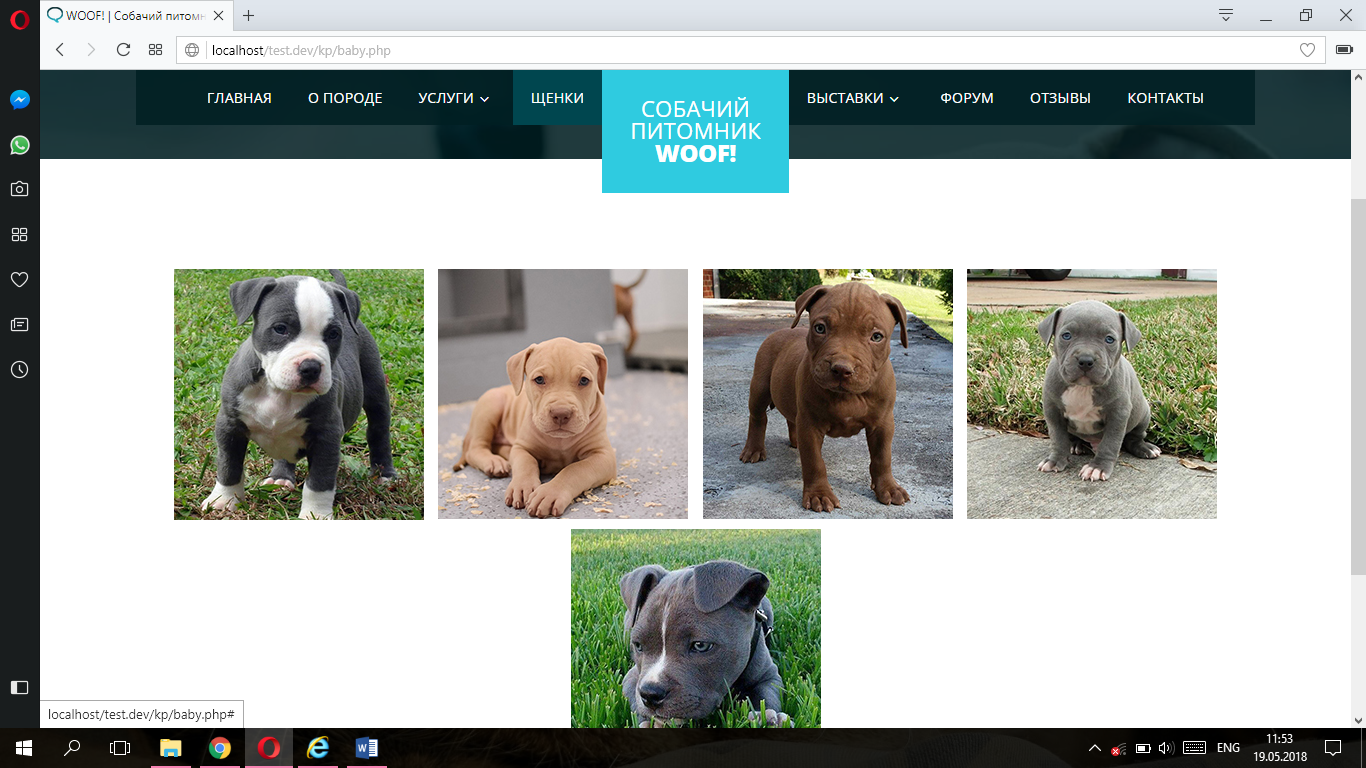 WOOF! | Собачий питомн
localhost/test.dev/kp/baby.php
ГЛАВНАЯ О ПОРОДЕ УСЛУГИ ЩЕНКИ
СОБАЧИЙ
ПИТОМНИК
WOOF!
ВЫСТАВКИ ФОРУМ ОТЗЫВЫ КОНТАКТЫ
localhost/test.dev/kp/baby.php#
ENG
11:53
19.05.2018